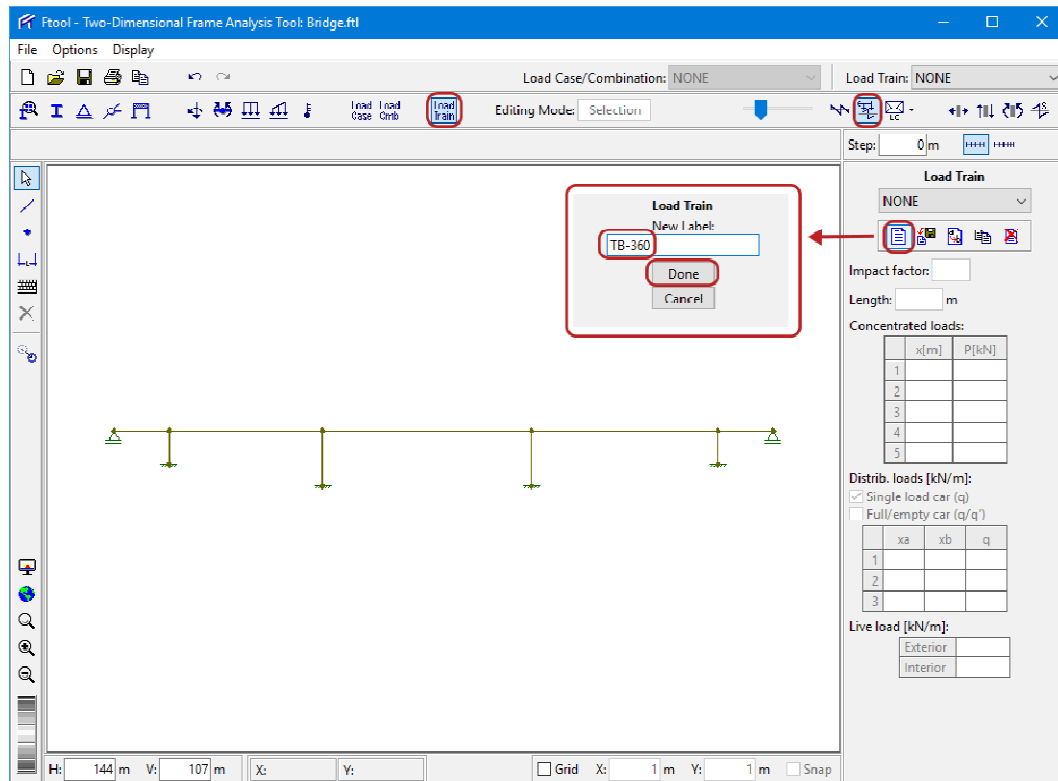 Ftool - Two-Dimensional Frame Analysis Tool: Bridge.ftl
File Options Display
Load Case/Combination: NONE Load Train: NONE
Load Case Load Cmb Load Train Editing Mode: Selection LC
Step: 0 m
Load Train
NONE
Load Train
New Label:
TB-360
Done
Cancel
Impact factor:
Length: m
Concentrated loads:
x[m] P[kN]
1
2
3
4
5
Distrib. loads [kN/m]:
Single load car (q)
Full/empty car (q/q')
xa xb q
1
2
3
Live load [kN/m]:
Exterior
Interior
H: 144 m V: 107 m X: Y: Grid X: 1 m Y: 1 m Snap